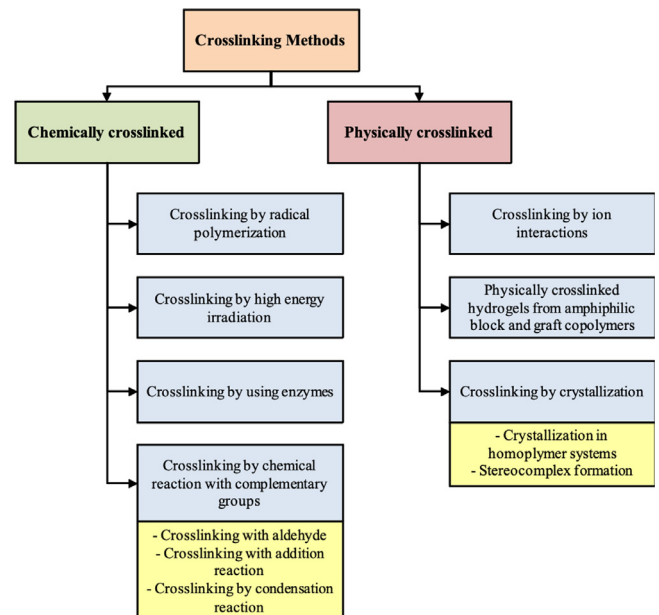 Crosslinking Methods
Chemically crosslinked
Physically crosslinked
Crosslinking by radical
polymerization
Crosslinking by high energy
irradiation
Crosslinking by using enzymes
Crosslinking by chemical
reaction with complementary
groups
- Crosslinking with aldehyde
- Crosslinking with addition
reaction
- Crosslinking by condensation
reaction
Crosslinking by ion
interactions
Physically crosslinked
hydrogels from amphiphilic
block and graft copolymers
Crosslinking by crystallization
- Crystallization in
homoplymer systems
- Stereocomplex formation